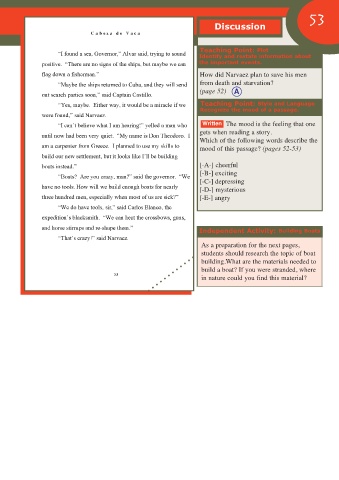 53
Cabeza de Vaca
Discussion
"I found a sea, Governor," Alvar said, trying to sound
positive. "There are no signs of the ships, but maybe we can
flag down a fisherman."
"Maybe the ships returned to Cuba, and they will send
out search parties soon," said Captain Castillo.
"Yes, maybe. Either way, it would be a miracle if we
were found," said Narvaez.
"I can't believe what I am hearing!" yelled a man who
until now had been very quiet. "My name is Don Theodoro. I
am a carpenter from Greece. I planned to use my skills to
build our new settlement, but it looks like I'll be building
boats instead."
"Boats? Are you crazy, man?" said the governor. "We
have no tools. How will we build enough boats for nearly
three hundred men, especially when most of us are sick?"
"We do have tools, sir," said Carlos Blanco, the
expedition's blacksmith. "We can heat the crossbows, guns,
and horse stirrups and re-shape them."
"That's crazy!" said Narvaez.
53
Teaching Point: Plot
Identify and restate information about
the important events
How did Narvaez plan to save his men
from death and starvation?
(page 52) A
Teaching Point: Style and Language
Recognize the mood of a passage
Written The mood is the feeling that one
gets when reading a story.
Which of the following words describe the
mood of this passage? (pages 52-53)
[-A-] cheerful
[-B-] exciting
[-C-] depressing
[-D-] mysterious
[-E-] angry
Independent Activity: Building Boats
As a preparation for the next pages,
students should research the topic of boat
building.What are the materials needed to
build a boat? If you were stranded, where
in nature could you find this material?